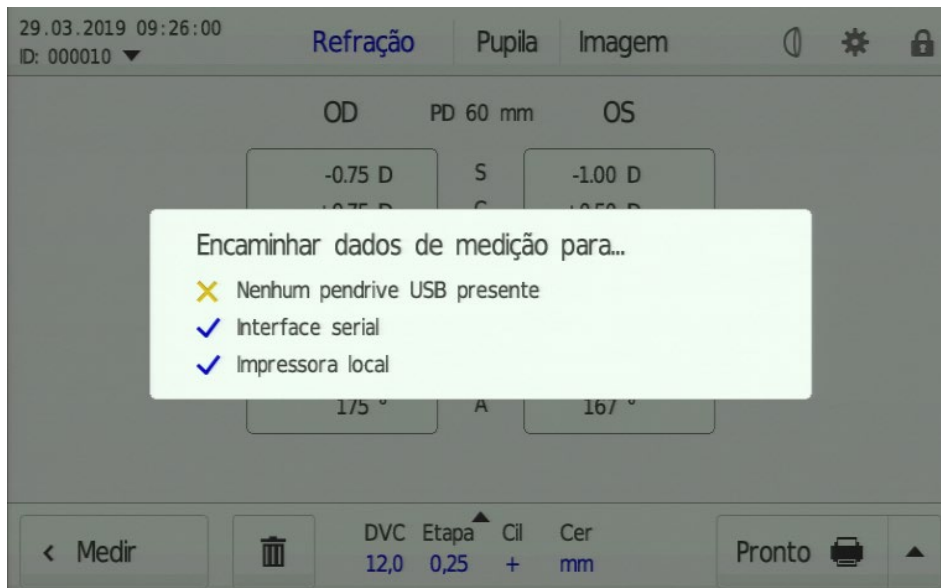 29.03.2019 09:26:00
ID: 000010
Refração Pupila Imagem
OD PD 60 mm OS
-0.75 D S -1.00 D
Encaminhar dados de medição para...
Nenhum pendrive USB presente
Interface serial
Impressora local
175 ° A 167 °
DVC Etapa Cil Cer
< Medir 12,0 0,25 + mm Pronto